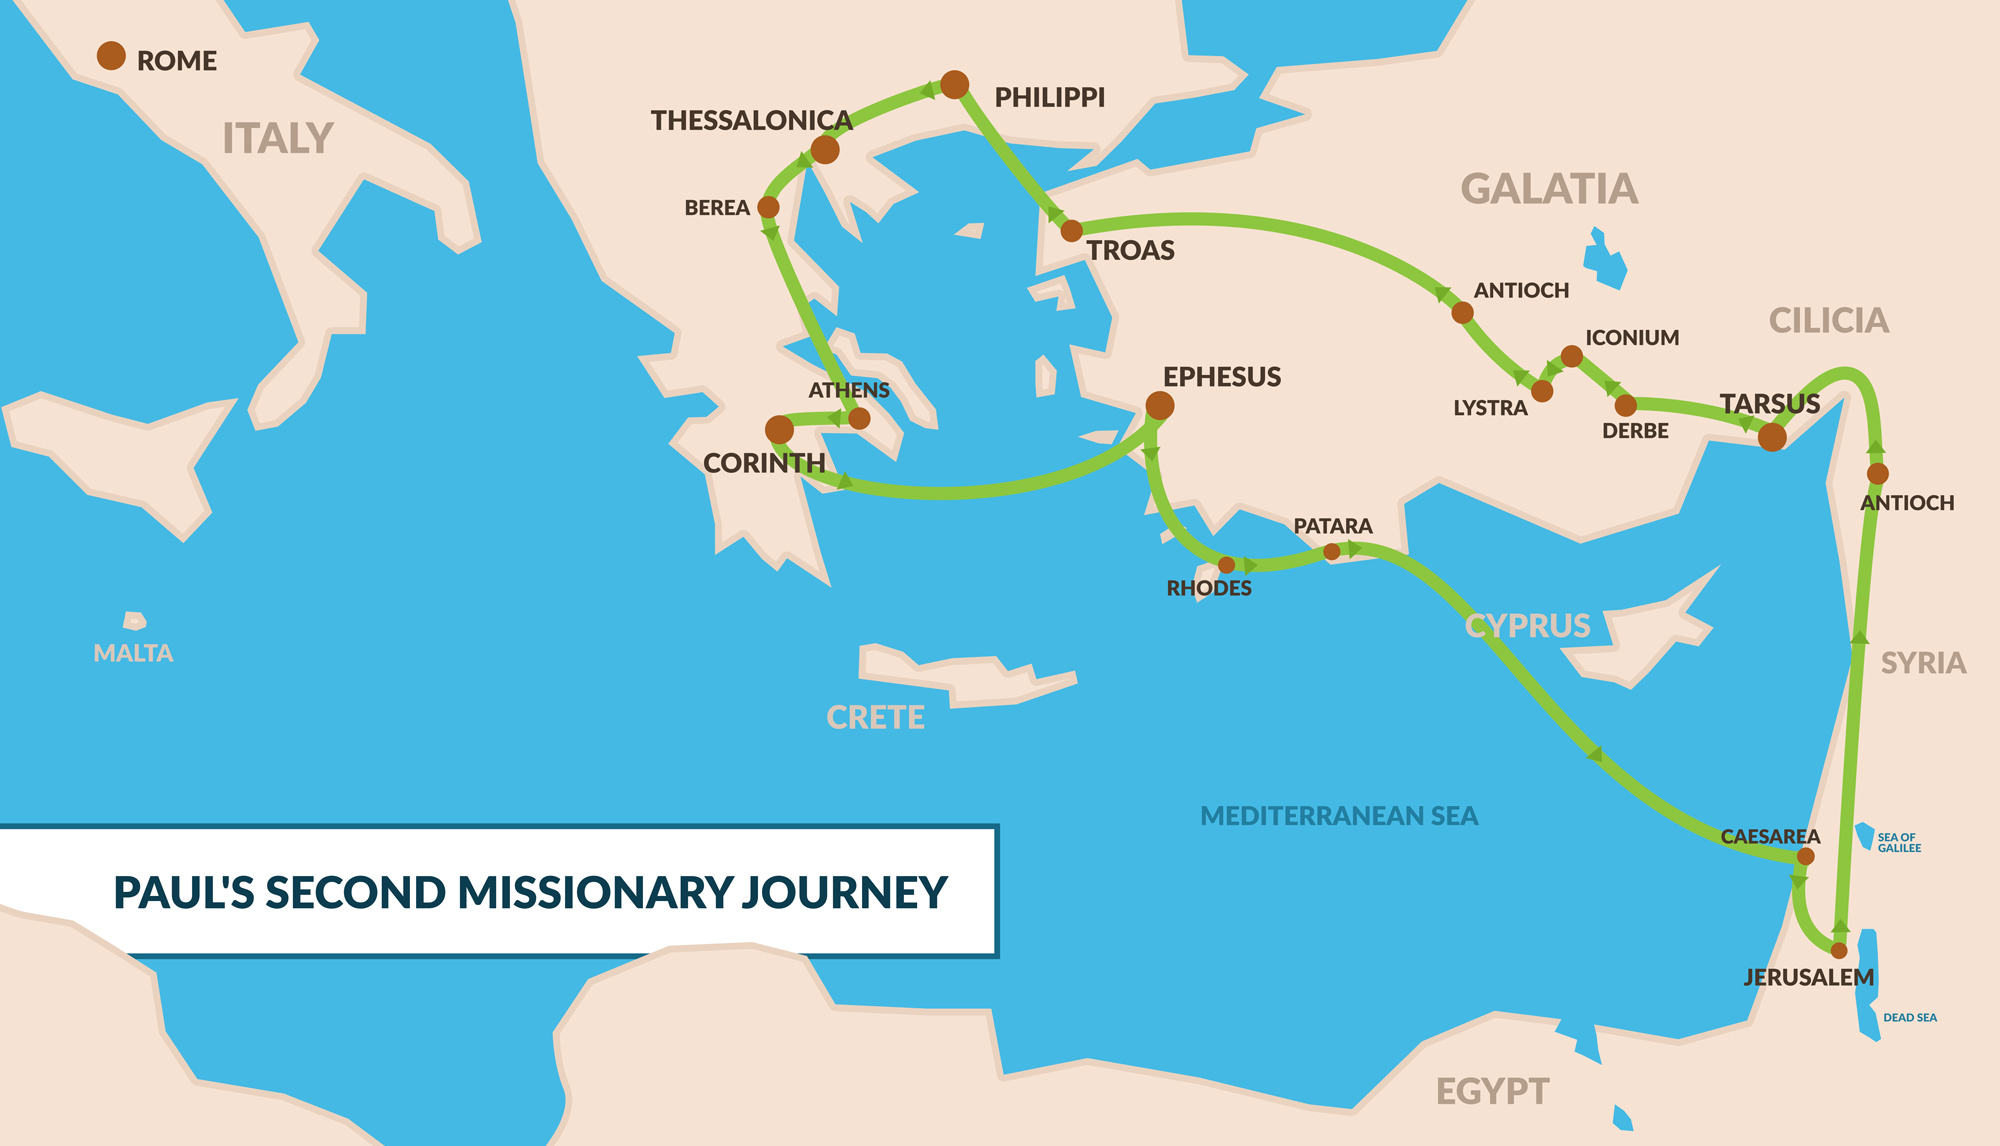 ROME
ITALY
PHILIPPI
THESSALONICA
BEREA
TROAS
GALATIA
ANTIOCH
ICONIUM
CILICIA
EPHESUS
ATHENS
LYSTRA
DERBE
TARSUS
CORINTH
ANTIOCH
PATARA
RHODES
CYPRUS
MALTA
SYRIA
CRETE
MEDITERRANEAN SEA
CAESAREA
SEA OF
GALILEE
PAUL'S SECOND MISSIONARY JOURNEY
JERUSALEM
DEAD SEA
EGYPT